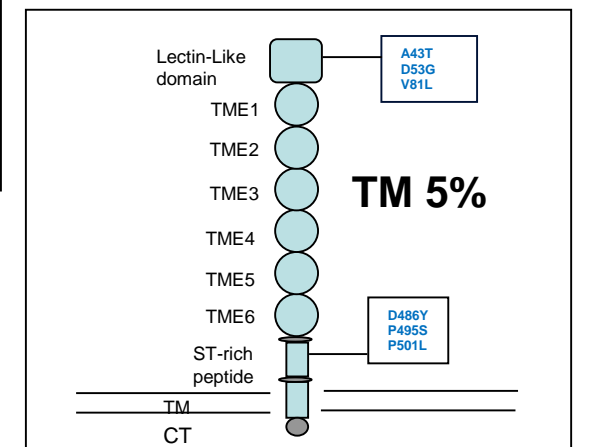 Lectin-Like
domain
A43T
D53G
V81L
TME1
TME2
TME3
TM 5%
TME4
TME5
TME6
D486Y
P495S
P501L
ST-rich
peptide
TM
CT